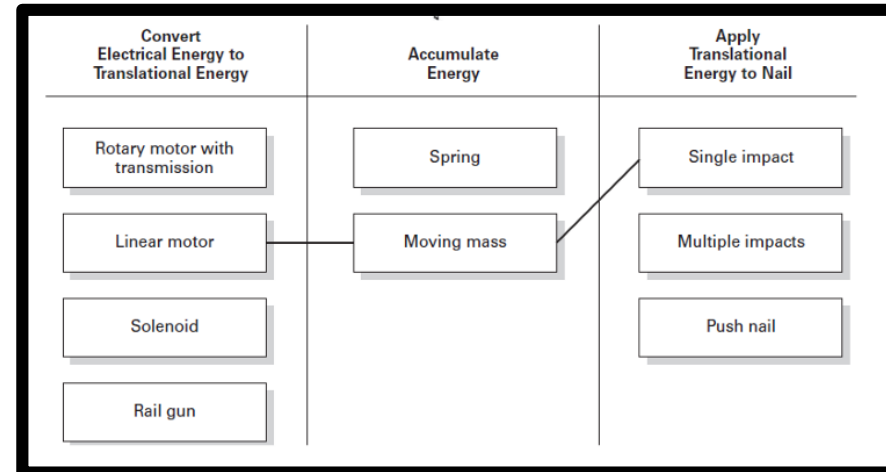 Convert
Electrical Energy to
Translational Energy
Accumulate
Energy
Apply
Translational
Energy to Nail
Rotary motor with
transmission
Spring
Single impact
Linear motor
Moving mass
Multiple impacts
Solenoid
Push nail
Rail gun